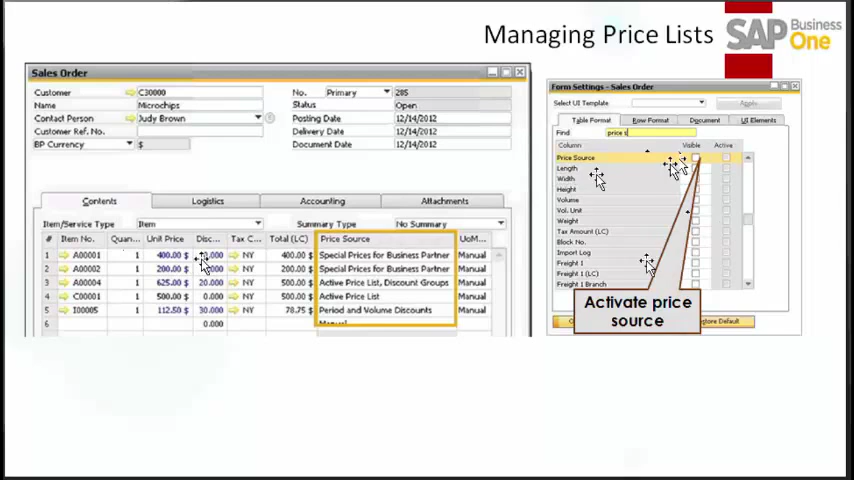 Managing Price Lists
SAP Business One
Sales Order
Customer C30000 No. Primary 285
Name Microchips Status Open
Contact Person Judy Brown Posting Date 12/14/2012
Customer Ref. No. Delivery Date 12/14/2012
BP Currency $ Document Date 12/14/2012
Contents Logistics Accounting Attachments
Item/Service Type Item Summary Type No Summary
# Item No. Quan... Unit Price Disc... Tax C... Total (LC) Price Source UoM...
1 A00001 1 400.00 $ NY 400.00 $ Special Prices for Business Partner Manual
2 A00002 1 200.00 NY 200.00 $ Special Prices for Business Partner Manual
3 A00004 1 625.00 $ 20.000 NY 500.00 $ Active Price List, Discount Groups Manual
4 C00001 1 500.00 $ 0.000 NY 500.00 $ Active Price List Manual
5 I00005 1 112.50 $ 30.000 NY 78.75 $ Period and Volume Discounts Manual
6 0.000 Manual
Form Settings - Sales Order
Select UI Template Apply
Table Format Row Format Document UI Elements
Find price s
Column Visible Active
Price Source
Length
Width
Height
Volume
Vol. Unit
Weight
Tax Amount (LC)
Block No.
Import Log
Freight 1
Freight 1 (LC)
Freight 1 Branch
Activate price
source
Default